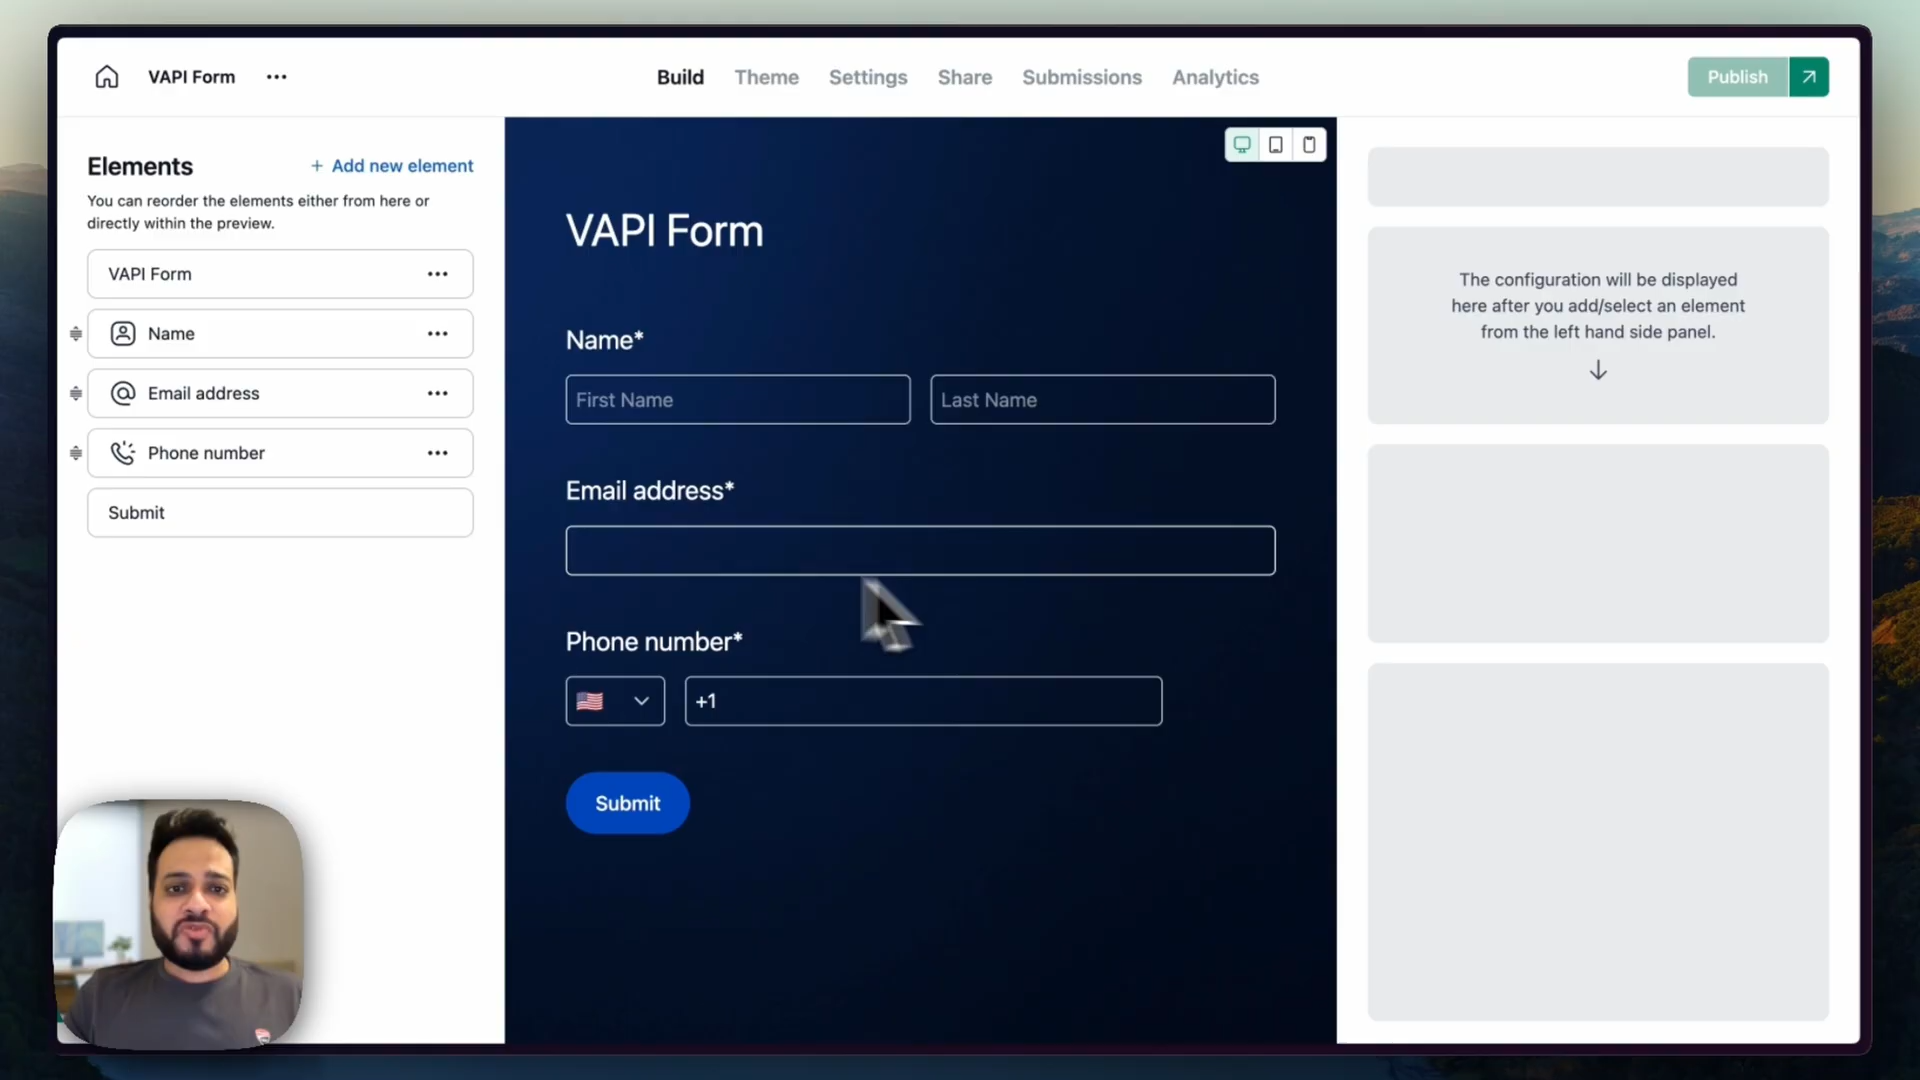 VAPI Form
Build
Theme
Settings
Share
Submissions
Analytics
Publish
Elements
+ Add new element
You can reorder the elements either from here or
directly within the preview.
VAPI Form
Name
Email address
Phone number
Submit
VAPI Form
Name*
First Name
Last Name
Email address*
Phone number*
+1
Submit
The configuration will be displayed
here after you add/select an element
from the left hand side panel.